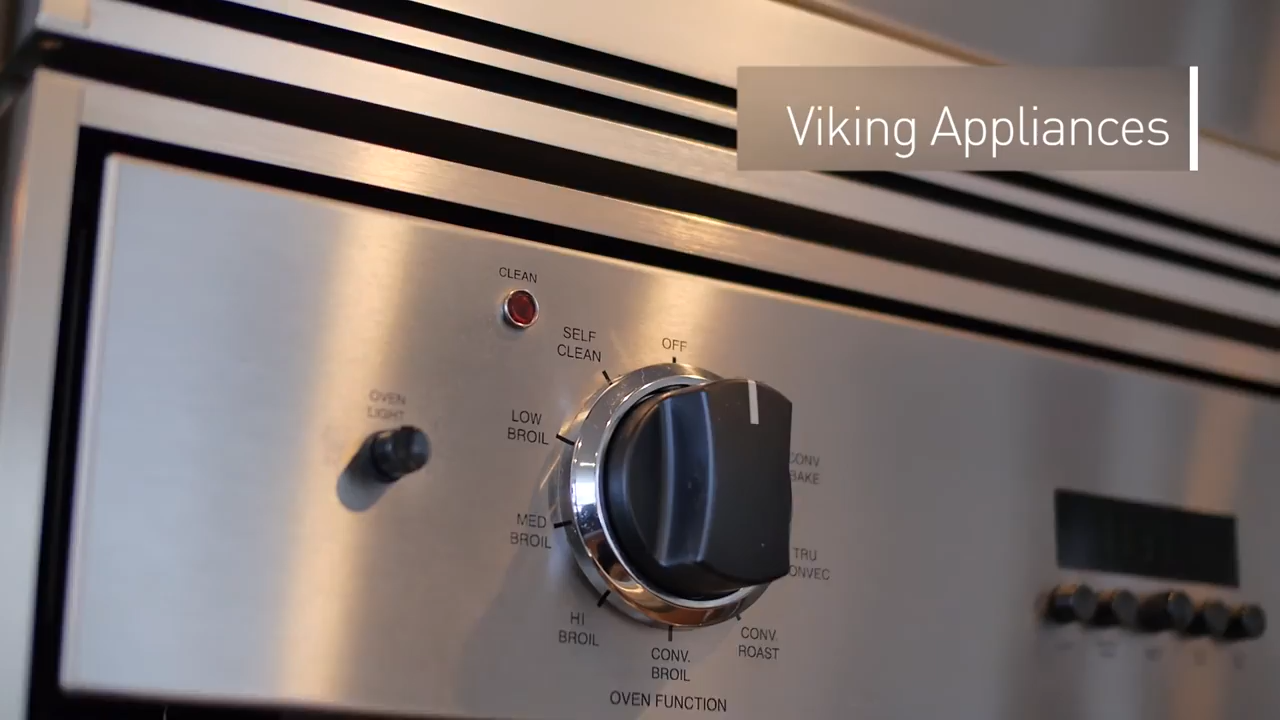 Viking Appliances
CLEAN
SELF
CLEAN
OFF
OVEN
LIGHT
LOW
BROIL
CONV
BAKE
MED
BROIL
TRU
CONVEC
HI
BROIL
CONV.
ROAST
CONV.
BROIL
OVEN FUNCTION